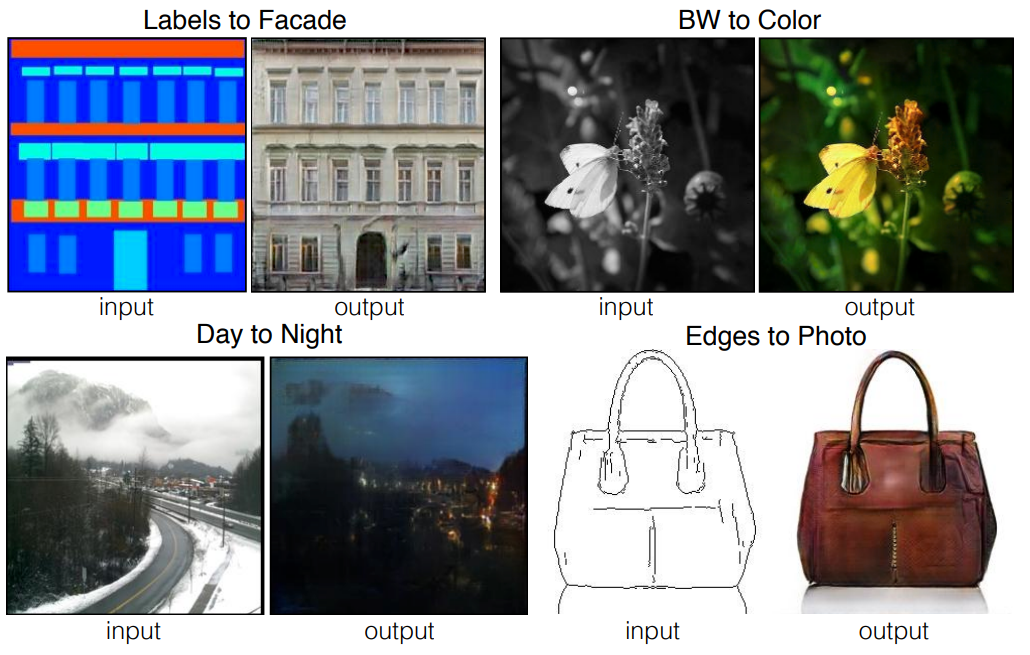 Labels to Facade
BW to Color
input
output
input
output
Day to Night
Edges to Photo
input
output
input
output